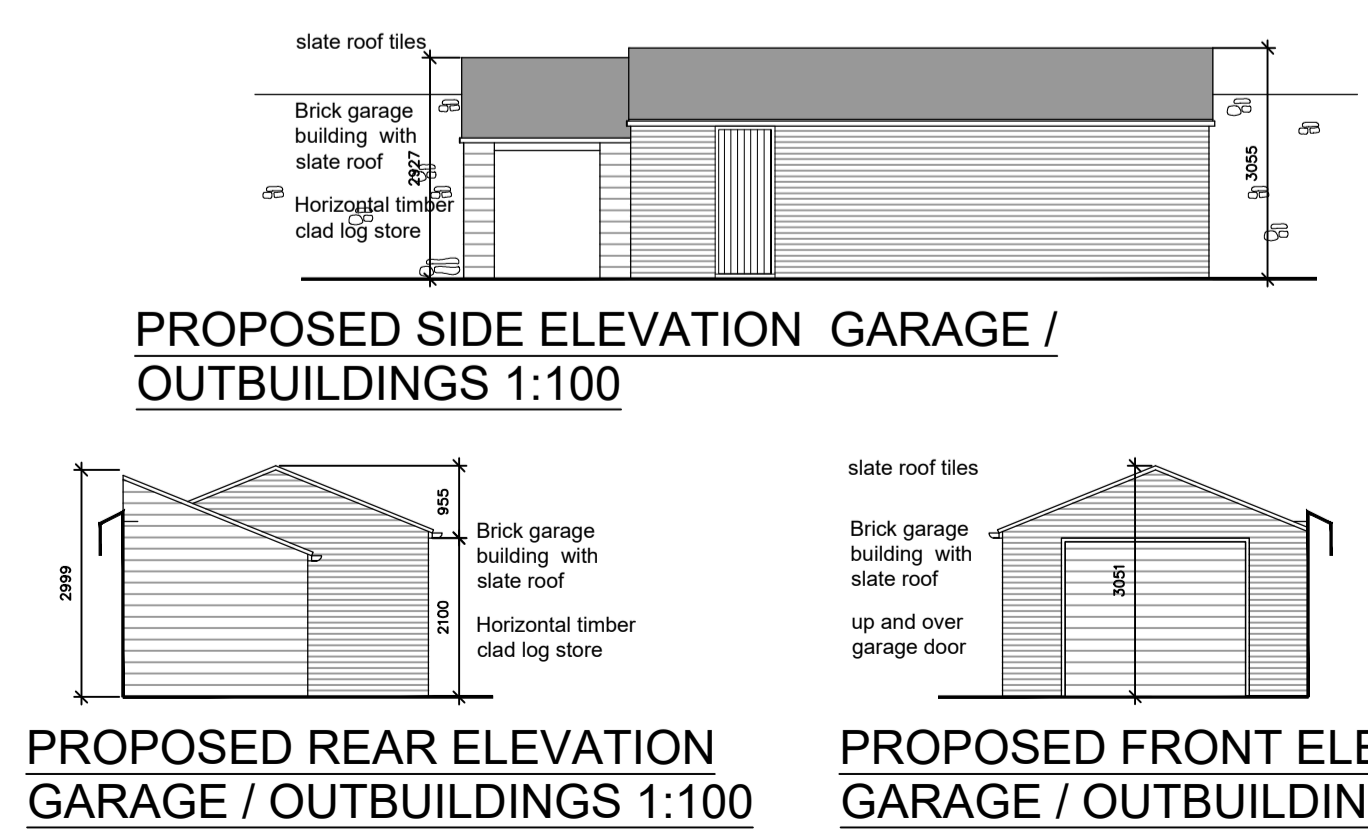 slate roof tiles
Brick garage
building with
slate roof
2927
Horizontal timber
clad log store
3055
PROPOSED SIDE ELEVATION GARAGE /
OUTBUILDINGS 1:100
2999
955
2100
Brick garage
building with
slate roof
Horizontal timber
clad log store
PROPOSED REAR ELEVATION
GARAGE / OUTBUILDINGS 1:100
slate roof tiles
Brick garage
building with
slate roof
up and over
garage door
3051
PROPOSED FRONT ELE
GARAGE / OUTBUILDIN